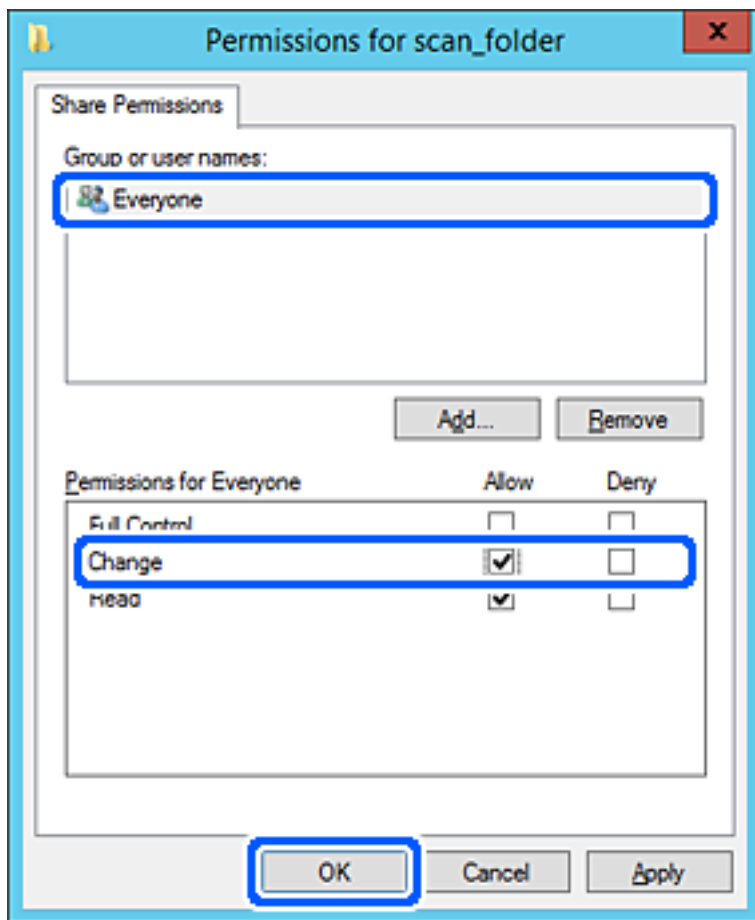 Permissions for scan_folder
x
Share Permissions
Group or user names:
Everyone
Add... Remove
Permissions for Everyone Allow Deny
Full Control
Change
Read
OK Cancel Apply